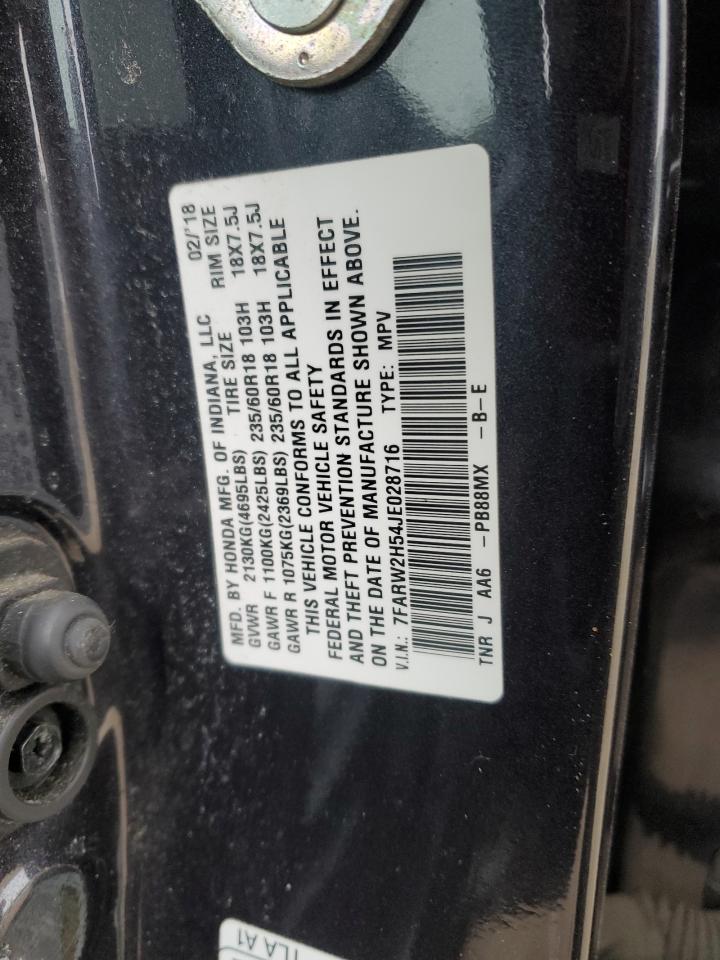 MFD. BY HONDA MFG. OF INDIANA, LLC 02/'18
TIRE SIZE RIM SIZE
GVWR 2130KG(4695LBS)
GAWR F 1100KG(2425LBS) 235/60R18 103H 18X7.5J
GAWR R 1075KG(2369LBS) 235/60R18 103H 18X7.5J
THIS VEHICLE CONFORMS TO ALL APPLICABLE
FEDERAL MOTOR VEHICLE SAFETY
AND THEFT PREVENTION STANDARDS IN EFFECT
ON THE DATE OF MANUFACTURE SHOWN ABOVE.
V.I.N.: 7FARW2H54JE028716 TYPE: MPV
TNR J AA6 -PB88MX -B-E